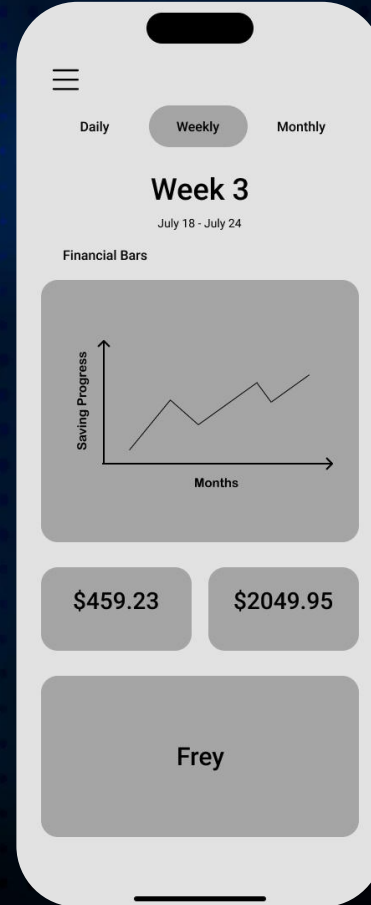 Daily Weekly Monthly
Week 3
July 18 - July 24
Financial Bars
Saving Progress
Months
$459.23 $2049.95
Frey